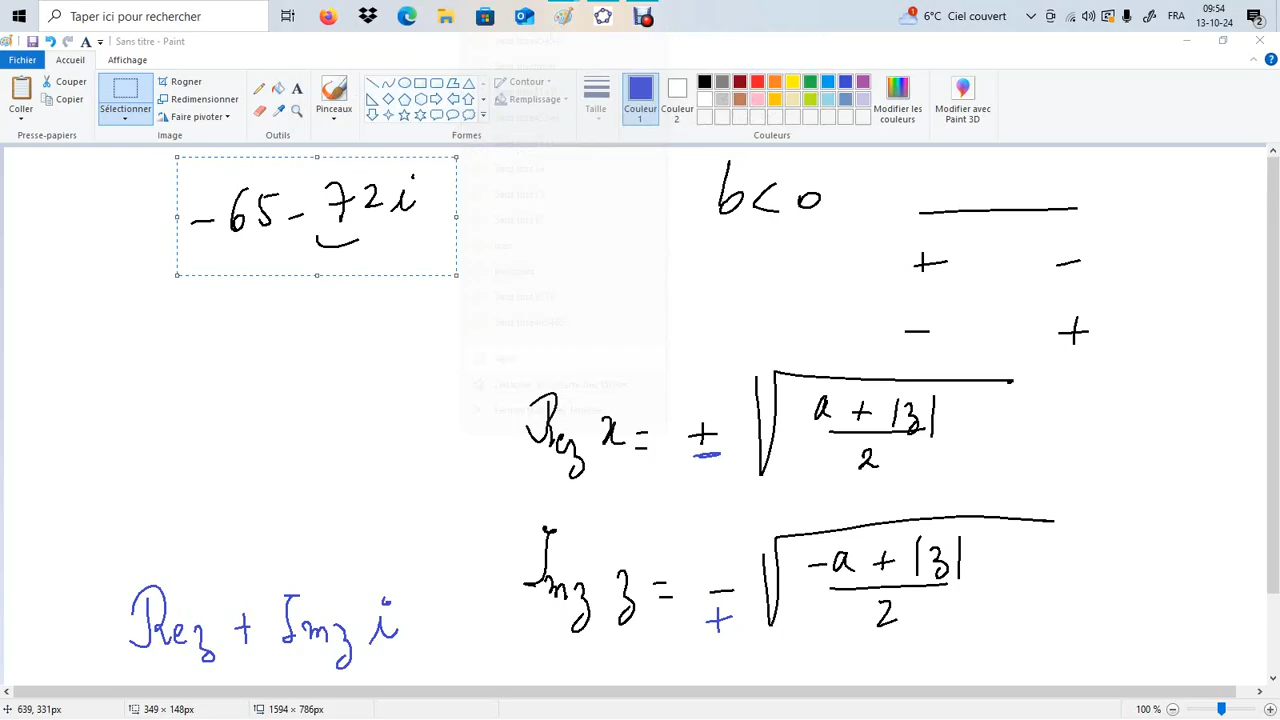 Taper ici pour rechercher
6°C Ciel couvert
FRA
09:54
13-10-24
2
Sans titre - Paint
Fichier
Accueil
Affichage
Coller
Couper
Copier
Presse-papiers
Sélectionner
Rogner
Redimensionner
Faire pivoter
Image
A
Outils
Pinceaux
Contour
Remplissage
Formes
Taille
Couleur 1
Couleur 2
Modifier les couleurs
Couleurs
Modifier avec Paint 3D
- 65 - 72 i
b < 0
+ -
- +
Rez x = + √ a + |z| / 2
Imz z = - √ -a + |z| / 2
+
Rez + Imz i
639, 331px
349 × 148px
1594 × 786px
100 %